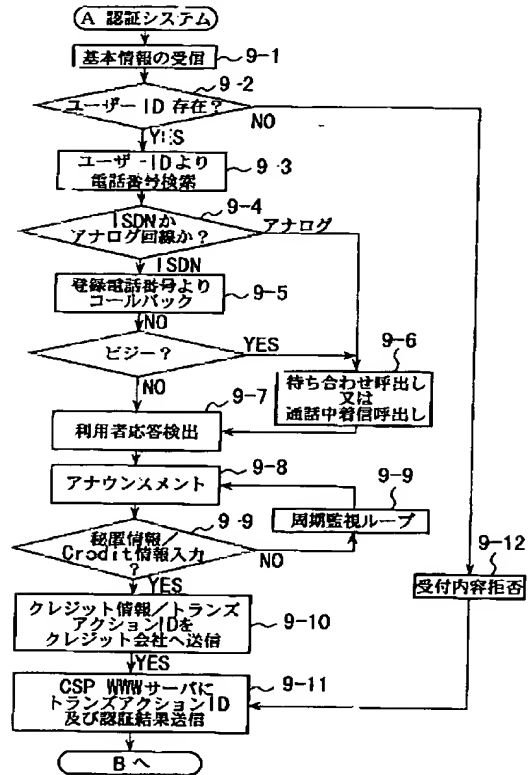 A 認証システム
基本情報の受信
9-1
9-2
ユーザーID 存在?
NO
YES
ユーザーIDより
電話番号検索
9-3
9-4
ISDNか
アナログ回線か?
アナログ
ISDN
登録電話番号より
コールバック
9-5
NO
ビジー?
YES
9-6
待ち合わせ呼出し
又は
通話中着信呼出し
NO
9-7
利用者応答検出
9-8
アナウンスメント
9-9
周期監視ループ
9-9
秘匿情報/
Credit情報入力
?
NO
YES
9-12
受付内容拒否
クレジット情報/トランズ
アクションIDを
クレジット会社へ送信
9-10
YES
CSP WWWサーバに
トランズアクションID
及び認証結果送信
9-11
Bへ